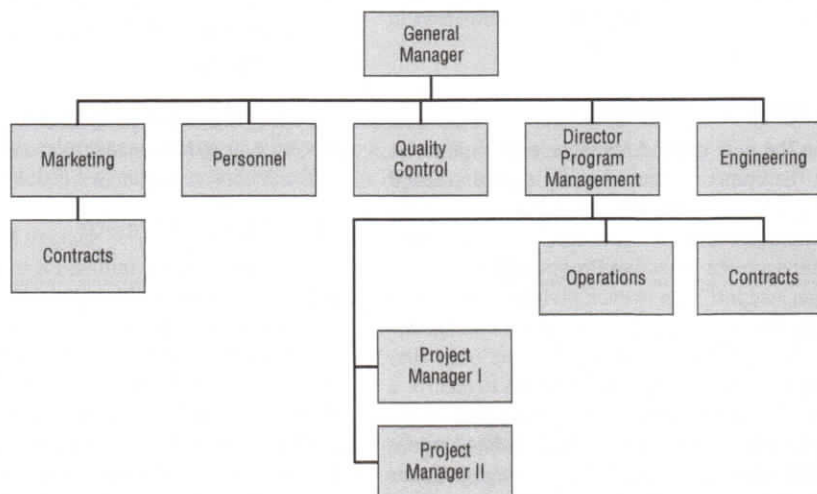 General
Manager
Marketing
Personnel
Quality
Control
Director
Program
Management
Engineering
Contracts
Operations
Contracts
Project
Manager I
Project
Manager II